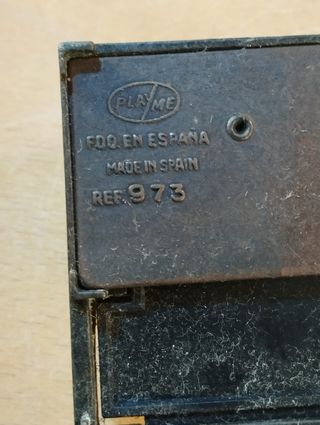 PLAY/ME
FDO. EN ESPAÑA
MADE IN SPAIN
REF. 973